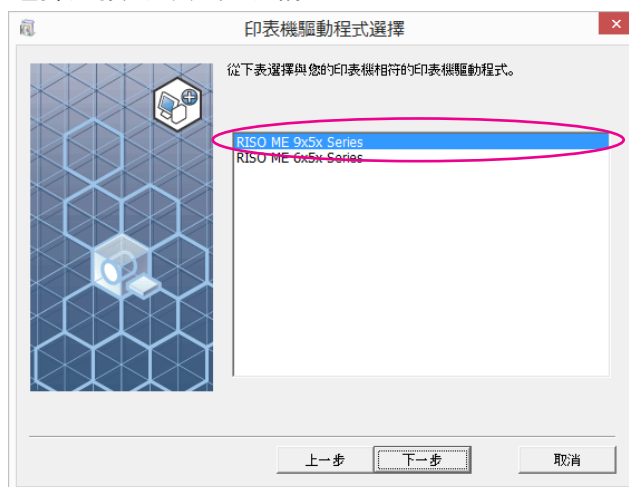 印表機驅動程式選擇
從下表選擇與您的印表機相符的印表機驅動程式。
RISO ME 9x5x Series
RISO ME 6x5x Series
上一步
下一步
取消